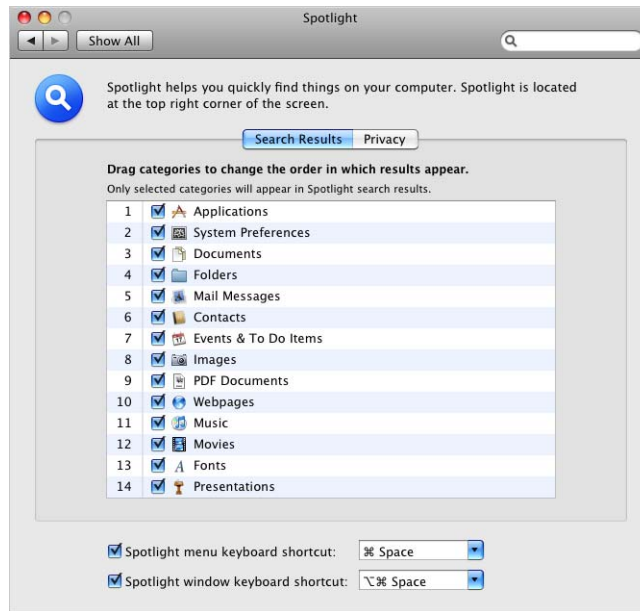 Spotlight
Show All
Spotlight helps you quickly find things on your computer. Spotlight is located
at the top right corner of the screen.
Search Results Privacy
Drag categories to change the order in which results appear.
Only selected categories will appear in Spotlight search results.
1 Applications
2 System Preferences
3 Documents
4 Folders
5 Mail Messages
6 Contacts
7 Events & To Do Items
8 Images
9 PDF Documents
10 Webpages
11 Music
12 Movies
13 Fonts
14 Presentations
Spotlight menu keyboard shortcut: ⌘ Space
Spotlight window keyboard shortcut: ⌥⌘ Space